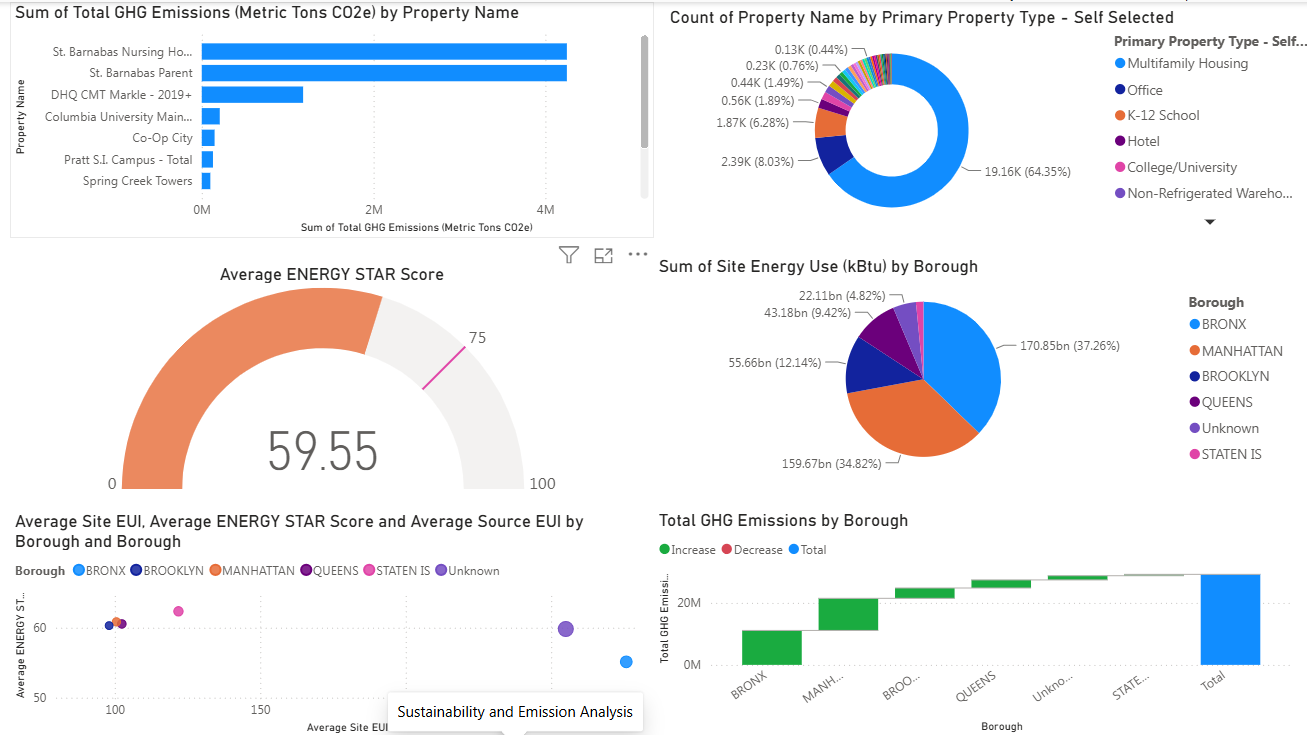 Sum of Total GHG Emissions (Metric Tons CO2e) by Property Name
Property Name
St. Barnabas Nursing Ho...
St. Barnabas Parent
DHQ CMT Markle - 2019+
Columbia University Main...
Co-Op City
Pratt S.I. Campus - Total
Spring Creek Towers
0M
2M
4M
Sum of Total GHG Emissions (Metric Tons CO2e)
Count of Property Name by Primary Property Type - Self Selected
0.13K (0.44%)
0.23K (0.76%)
0.44K (1.49%)
0.56K (1.89%)
1.87K (6.28%)
2.39K (8.03%)
19.16K (64.35%)
Primary Property Type - Self...
Multifamily Housing
Office
K-12 School
Hotel
College/University
Non-Refrigerated Wareho...
Average ENERGY STAR Score
75
59.55
0
100
Sum of Site Energy Use (kBtu) by Borough
22.11bn (4.82%)
43.18bn (9.42%)
55.66bn (12.14%)
159.67bn (34.82%)
170.85bn (37.26%)
Borough
BRONX
MANHATTAN
BROOKLYN
QUEENS
Unknown
STATEN IS
Average Site EUI, Average ENERGY STAR Score and Average Source EUI by
Borough and Borough
Borough BRONX BROOKLYN MANHATTAN QUEENS STATEN IS Unknown
Average ENERGY ST...
60
50
100
150
Average Site EUI
Sustainability and Emission Analysis
Total GHG Emissions by Borough
Increase Decrease Total
Total GHG Emissi...
20M
0M
BRONX
MANH...
BROO...
QUEENS
Unkno...
STATE...
Total
Borough